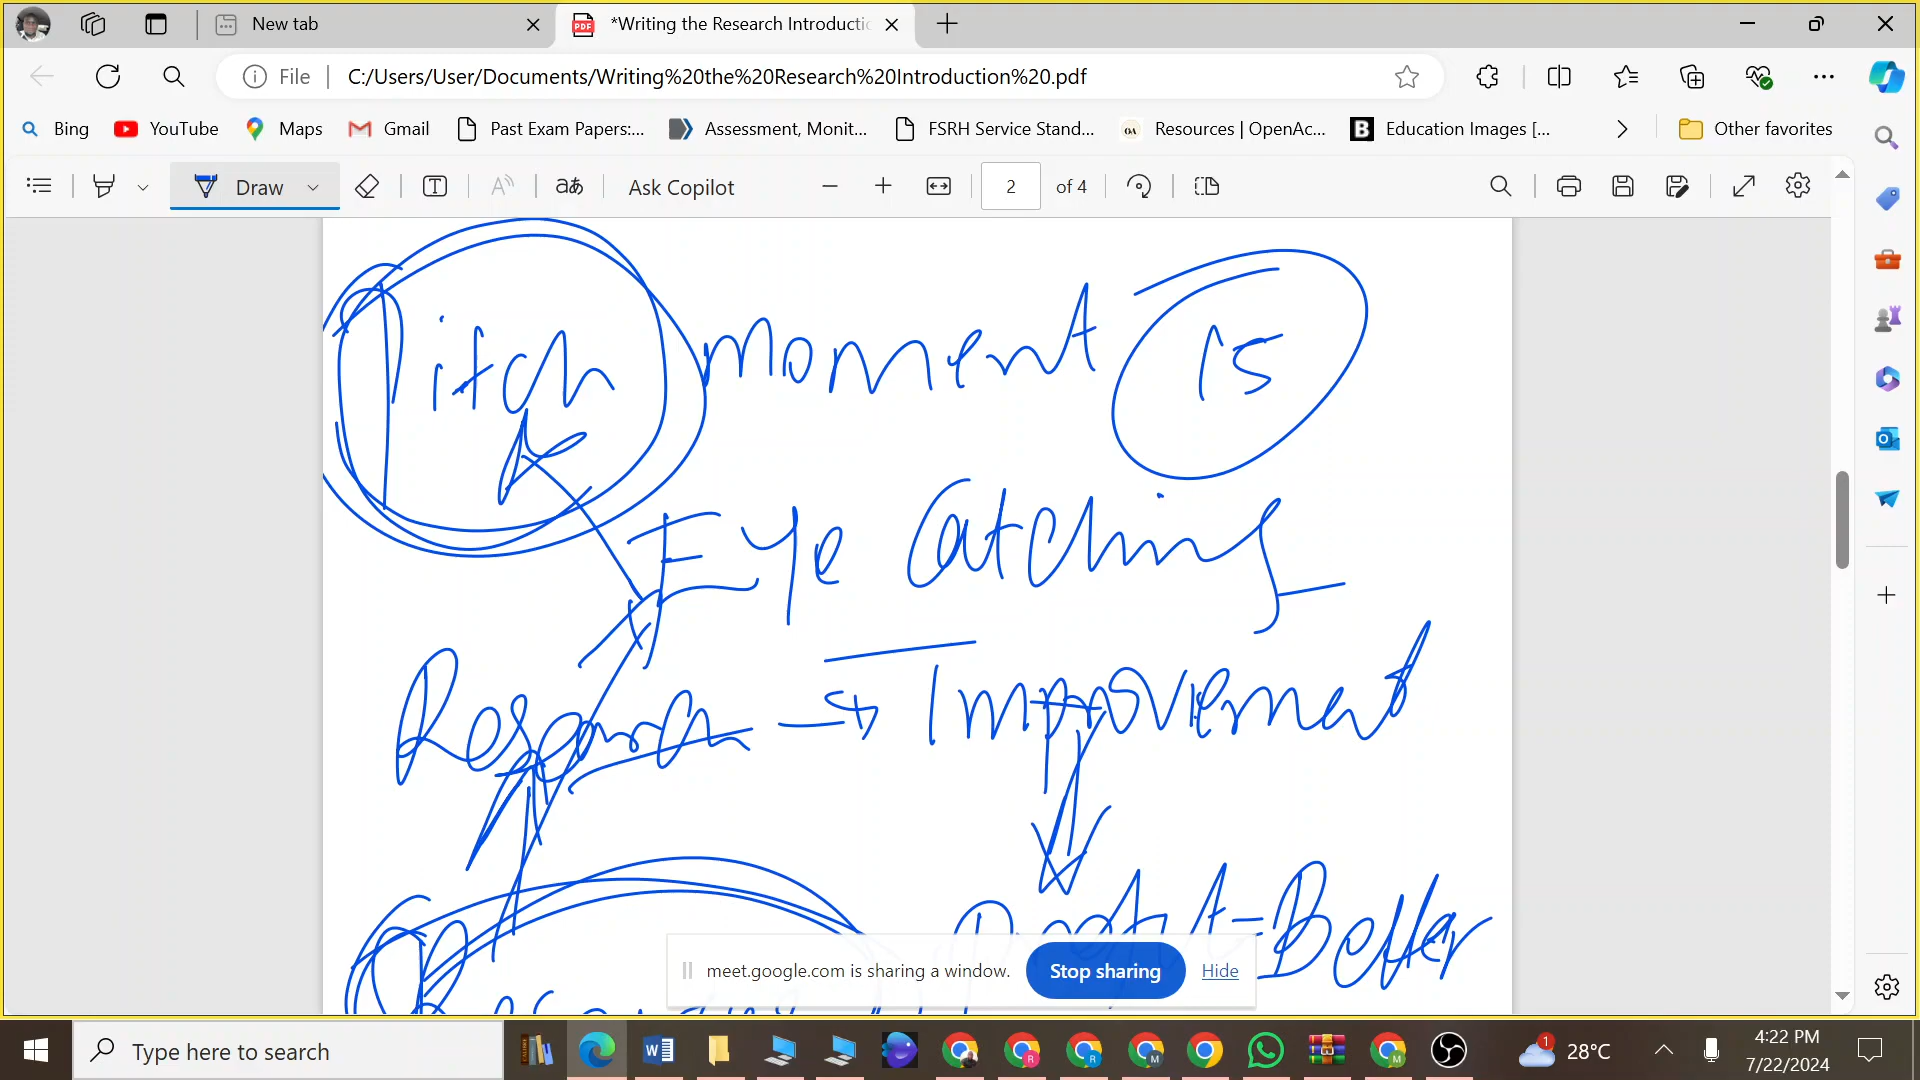 New tab
*Writing the Research Introductio
File
C:/Users/User/Documents/Writing%20the%20Research%20Introduction%20.pdf
Bing
YouTube
Maps
Gmail
Past Exam Papers:...
Assessment, Monit...
FSRH Service Stand...
Resources | OpenAc...
Education Images [...
Other favorites
Draw
Ask Copilot
2 of 4
Pitch moment 15
Eye Catching
Research → Improvement
Better
meet.google.com is sharing a window.
Stop sharing
Hide
Type here to search
1
28°C
4:22 PM
7/22/2024